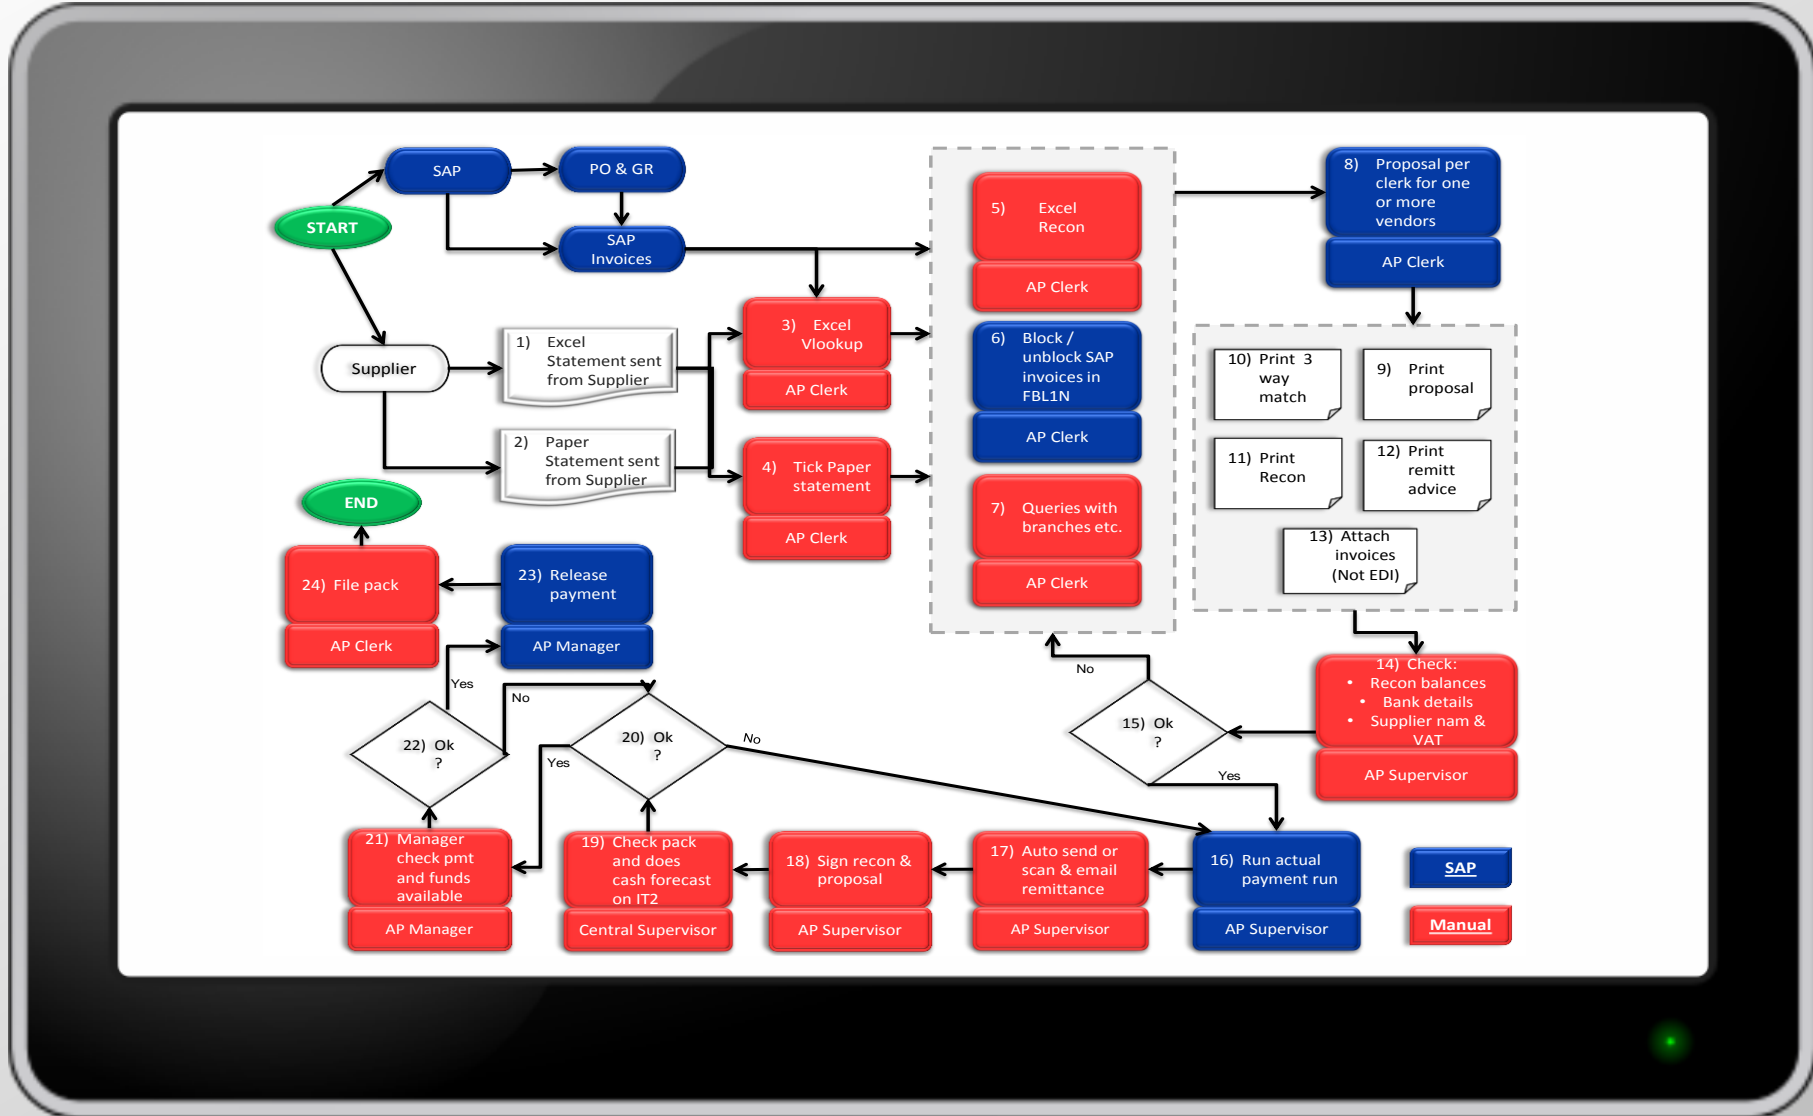 SAP
PO & GR
START
SAP
Invoices
Supplier
1) Excel
Statement sent
from Supplier
2) Paper
Statement sent
from Supplier
3) Excel
Vlookup
AP Clerk
4) Tick Paper
statement
AP Clerk
5) Excel
Recon
AP Clerk
6) Block /
unblock SAP
invoices in
FBL1N
AP Clerk
7) Queries with
branches etc.
AP Clerk
8) Proposal per
clerk for one
or more
vendors
AP Clerk
10) Print 3
way
match
9) Print
proposal
11) Print
Recon
12) Print
remitt
advice
13) Attach
invoices
(Not EDI)
14) Check:
• Recon balances
• Bank details
• Supplier nam &
VAT
AP Supervisor
15) Ok
?
No
Yes
16) Run actual
payment run
AP Supervisor
17) Auto send or
scan & email
remittance
AP Supervisor
18) Sign recon &
proposal
AP Supervisor
19) Check pack
and does
cash forecast
on IT2
Central Supervisor
20) Ok
?
No
Yes
21) Manager
check pmt
and funds
available
AP Manager
22) Ok
?
No
Yes
23) Release
payment
AP Manager
24) File pack
AP Clerk
END
SAP
Manual